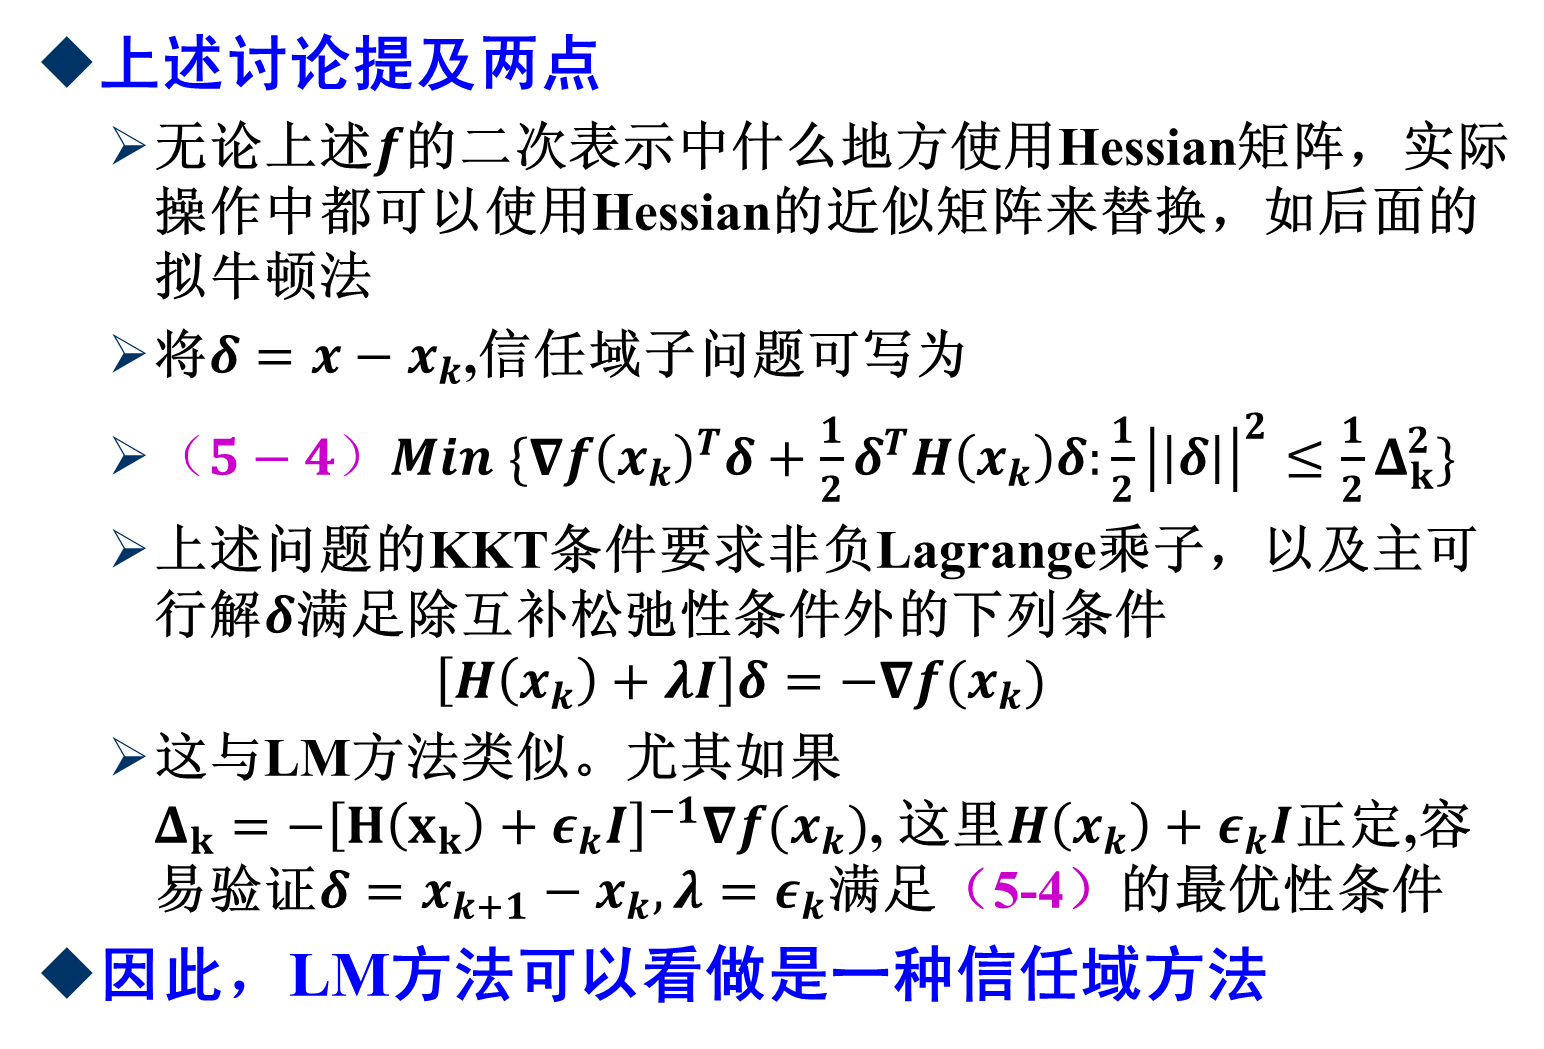 上述讨论提及两点
无论上述f的二次表示中什么地方使用Hessian矩阵，实际
操作中都可以使用Hessian的近似矩阵来替换，如后面的
拟牛顿法
将δ = x − x_k,信任域子问题可写为
（5 − 4）Min {∇f(x_k)^T δ + 1/2 δ^T H(x_k)δ: 1/2 ||δ||^2 ≤ 1/2 Δ_k^2}
上述问题的KKT条件要求非负Lagrange乘子，以及主可
行解δ满足除互补松弛性条件外的下列条件
[H(x_k) + λI]δ = −∇f(x_k)
这与LM方法类似。尤其如果
Δ_k = −[H(x_k) + ϵ_k I]^{−1}∇f(x_k), 这里H(x_k) + ϵ_k I正定,容
易验证δ = x_{k+1} − x_k, λ = ϵ_k满足（5-4）的最优性条件
因此，LM方法可以看做是一种信任域方法